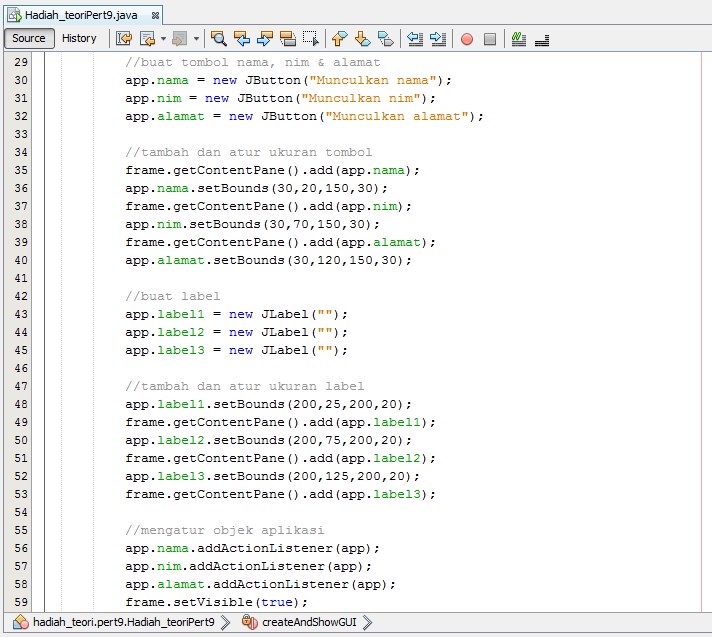 Hadiah_teoriPert9.java
Source History
29 //buat tombol nama, nim & alamat
30 app.nama = new JButton("Munculkan nama");
31 app.nim = new JButton("Munculkan nim");
32 app.alamat = new JButton("Munculkan alamat");
33
34 //tambah dan atur ukuran tombol
35 frame.getContentPane().add(app.nama);
36 app.nama.setBounds(30,20,150,30);
37 frame.getContentPane().add(app.nim);
38 app.nim.setBounds(30,70,150,30);
39 frame.getContentPane().add(app.alamat);
40 app.alamat.setBounds(30,120,150,30);
41
42 //buat label
43 app.label1 = new JLabel("");
44 app.label2 = new JLabel("");
45 app.label3 = new JLabel("");
46
47 //tambah dan atur ukuran label
48 app.label1.setBounds(200,25,200,20);
49 frame.getContentPane().add(app.label1);
50 app.label2.setBounds(200,75,200,20);
51 frame.getContentPane().add(app.label2);
52 app.label3.setBounds(200,125,200,20);
53 frame.getContentPane().add(app.label3);
54
55 //mengatur objek aplikasi
56 app.nama.addActionListener(app);
57 app.nim.addActionListener(app);
58 app.alamat.addActionListener(app);
59 frame.setVisible(true);
hadiah_teori.pert9.Hadiah_teoriPert9 createAndShowGUI